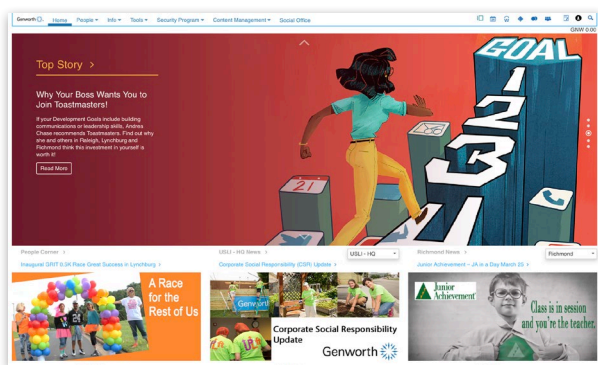 Genworth
Home
People
Info
Tools
Security Program
Content Management
Social Office
GNW 0.00
Top Story >
Why Your Boss Wants You to
Join Toastmasters!
If your Development Goals include building
communications or leadership skills, Andrea
Chase recommends Toastmasters. Find out why
she and others in Raleigh, Lynchburg and
Richmond think this investment in yourself is
worth it!
Read More
GOAL
1
2
3
4
21
People Corner >
Inaugural GRIT 0.5K Race Great Success in Lynchburg >
A Race
for the
Rest of Us
USLI - HQ News >
USLI - HQ
Corporate Social Responsibility (CSR) Update >
Genworth
Corporate Social Responsibility
Update
Genworth
Richmond News >
Richmond
Junior Achievement – JA in a Day March 25 >
Junior
Achievement
Class is in session
and you're the teacher.